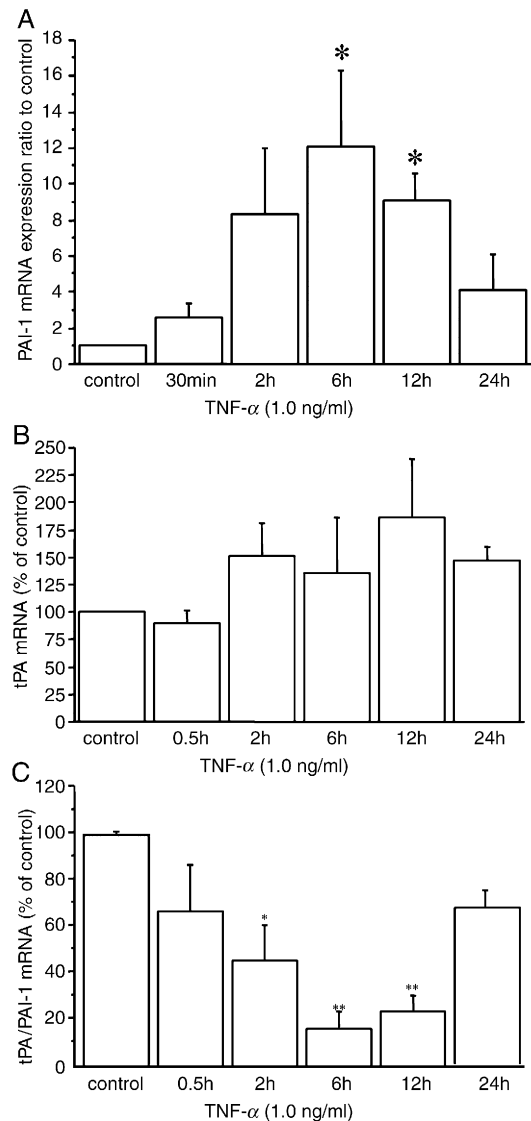 A
PAI-1 mRNA expression ratio to control
18
16
14
12
10
8
6
4
2
0
*
*
control 30min 2h 6h 12h 24h
TNF-α (1.0 ng/ml)
B
tPA mRNA (% of control)
250
225
200
175
150
125
100
75
50
25
0
control 0.5h 2h 6h 12h 24h
TNF-α (1.0 ng/ml)
C
tPA/PAI-1 mRNA (% of control)
120
100
80
60
40
20
0
*
**
**
control 0.5h 2h 6h 12h 24h
TNF-α (1.0 ng/ml)